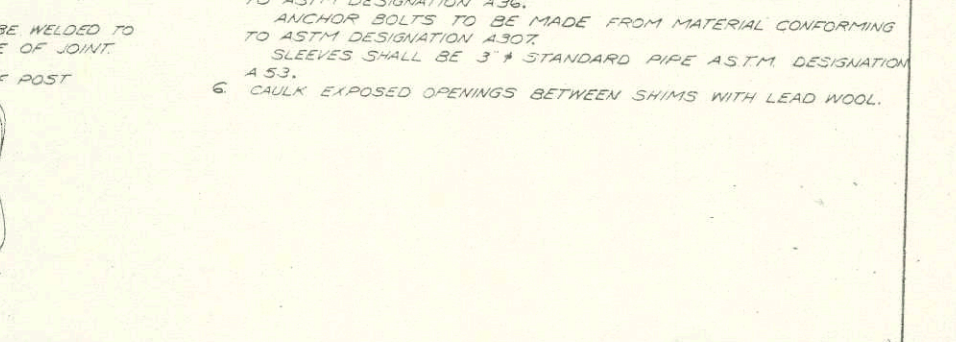 BE WELDED TO
OF JOINT.
POST
TO ASTM DESIGNATION A36.
ANCHOR BOLTS TO BE MADE FROM MATERIAL CONFORMING
TO ASTM DESIGNATION A307.
SLEEVES SHALL BE 3"⌀ STANDARD PIPE A.S.T.M. DESIGNATION
A53.
6. CAULK EXPOSED OPENINGS BETWEEN SHIMS WITH LEAD WOOL.